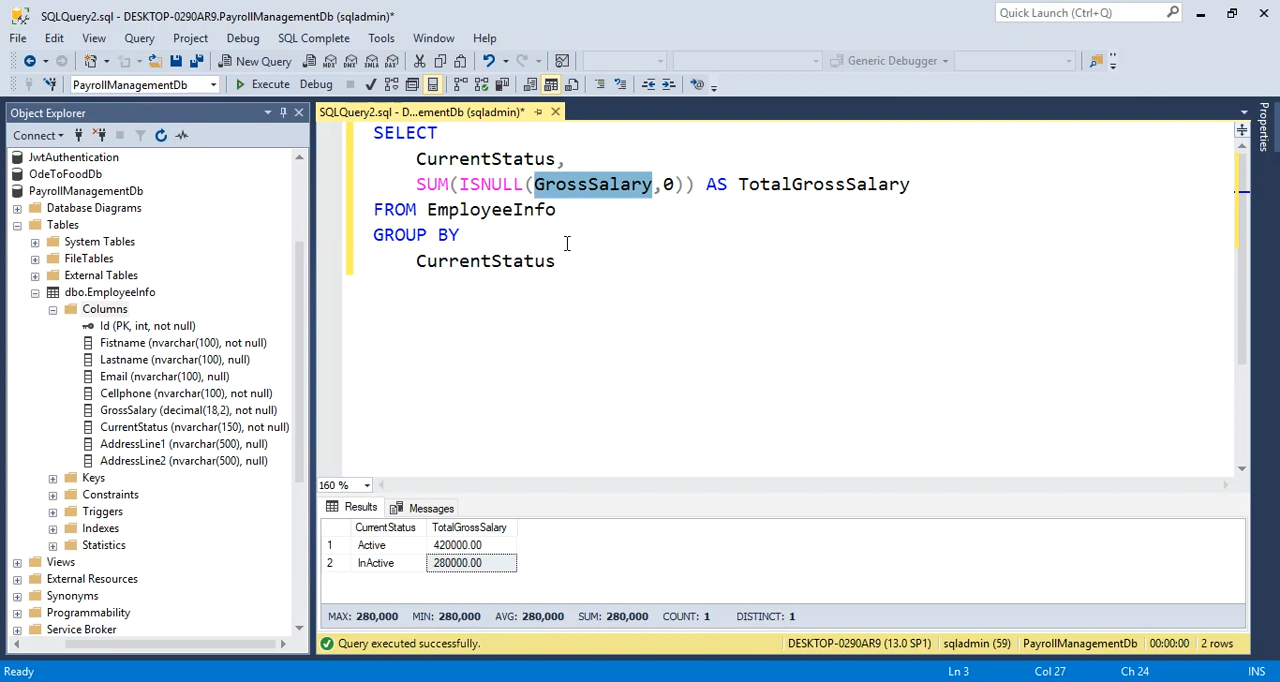 SQLQuery2.sql - DESKTOP-0290AR9.PayrollManagementDb (sqladmin)*
Quick Launch (Ctrl+Q)
File Edit View Query Project Debug SQL Complete Tools Window Help
New Query
Generic Debugger
PayrollManagementDb
Execute Debug
Object Explorer
SQLQuery2.sql - D...ementDb (sqladmin)*
Properties
Connect
JwtAuthentication
OdeToFoodDb
PayrollManagementDb
Database Diagrams
Tables
System Tables
FileTables
External Tables
dbo.EmployeeInfo
Columns
Id (PK, int, not null)
Fistname (nvarchar(100), not null)
Lastname (nvarchar(100), null)
Email (nvarchar(100), null)
Cellphone (nvarchar(100), not null)
GrossSalary (decimal(18,2), not null)
CurrentStatus (nvarchar(150), not null)
AddressLine1 (nvarchar(500), null)
AddressLine2 (nvarchar(500), null)
Keys
Constraints
Triggers
Indexes
Statistics
Views
External Resources
Synonyms
Programmability
Service Broker
SELECT
CurrentStatus,
SUM(ISNULL(GrossSalary,0)) AS TotalGrossSalary
FROM EmployeeInfo
GROUP BY
CurrentStatus
160 %
Results Messages
CurrentStatus TotalGrossSalary
1 Active 420000.00
2 InActive 280000.00
MAX: 280,000 MIN: 280,000 AVG: 280,000 SUM: 280,000 COUNT: 1 DISTINCT: 1
Query executed successfully.
DESKTOP-0290AR9 (13.0 SP1) sqladmin (59) PayrollManagementDb 00:00:00 2 rows
Ready
Ln 3 Col 27 Ch 24 INS